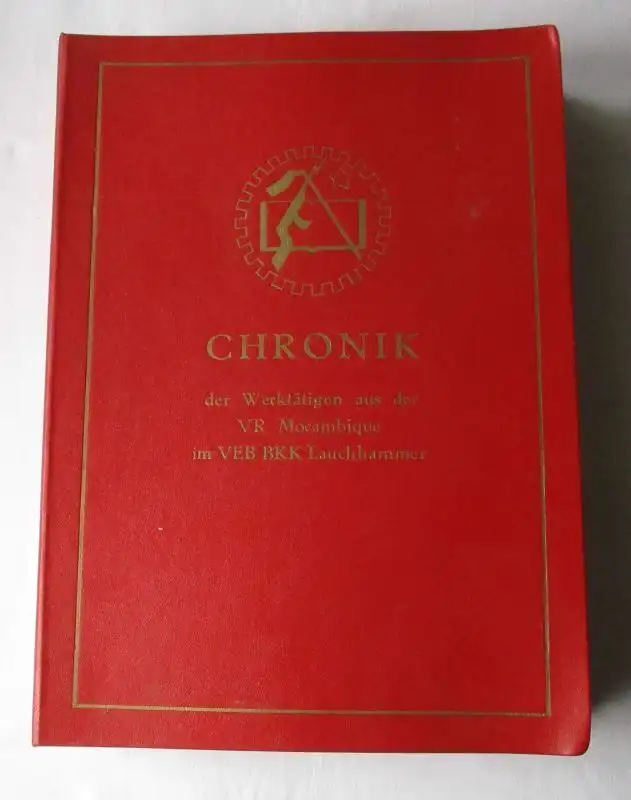 CHRONIK
der Werktätigen aus der
VR Mocambique
im VEB BKK Lauchhammer